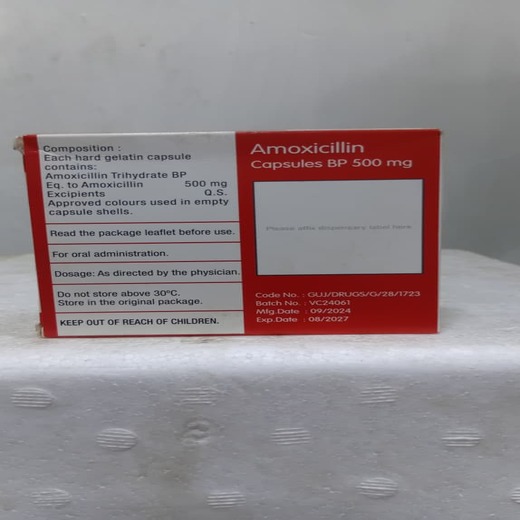 Composition :
Each hard gelatin capsule
contains:
Amoxicillin Trihydrate BP
Eq. to Amoxicillin 500 mg
Excipients Q.S.
Approved colours used in empty
capsule shells.
Read the package leaflet before use.
For oral administration.
Dosage: As directed by the physician.
Do not store above 30°C.
Store in the original package.
KEEP OUT OF REACH OF CHILDREN.
Amoxicillin
Capsules BP 500 mg
Please affix dispensary label here
Code No. : GUJ/DRUGS/G/28/1723
Batch No. : VC24061
Mfg.Date : 09/2024
Exp.Date : 08/2027